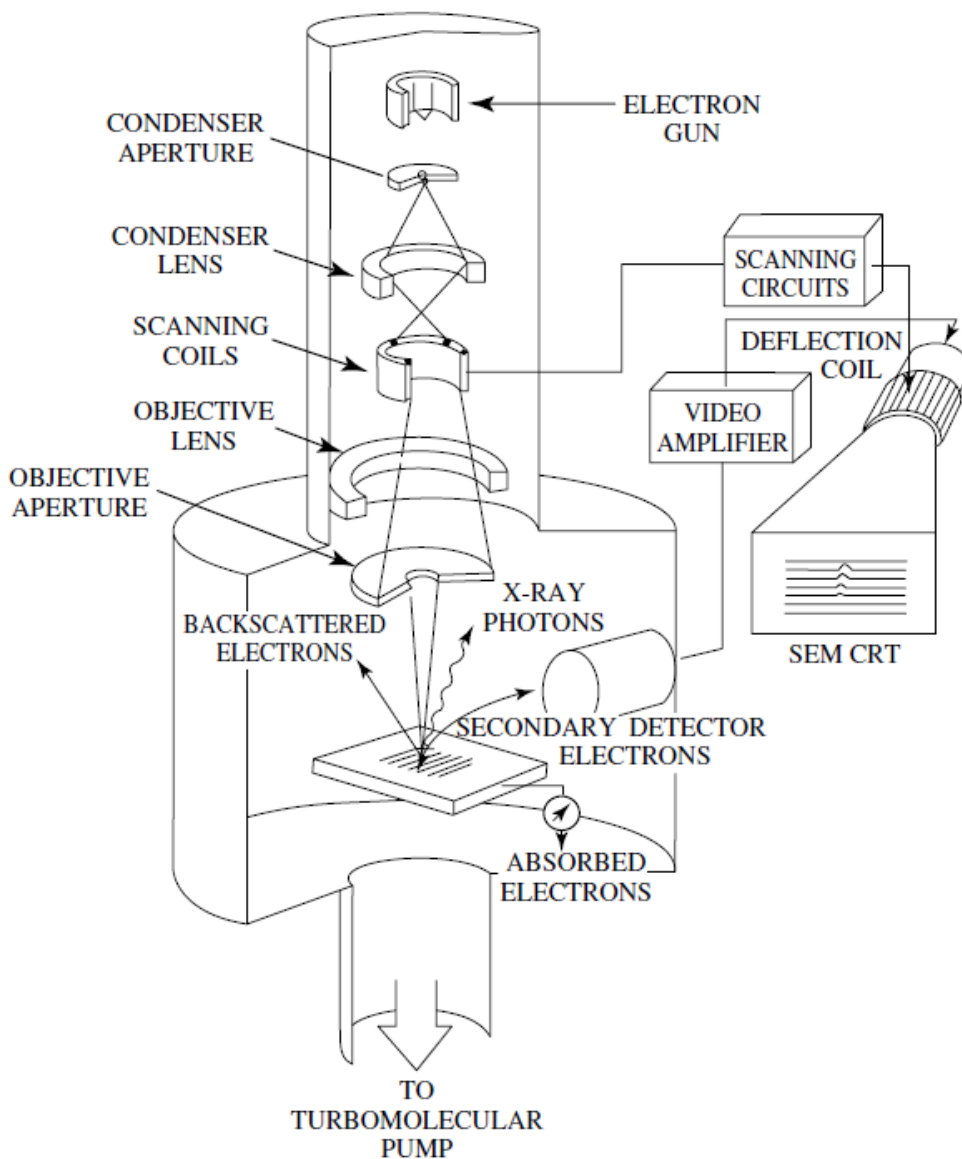 ELECTRON
GUN
CONDENSER
APERTURE
CONDENSER
LENS
SCANNING
CIRCUITS
SCANNING
COILS
DEFLECTION
COIL
OBJECTIVE
LENS
VIDEO
AMPLIFIER
OBJECTIVE
APERTURE
X-RAY
PHOTONS
BACKSCATTERED
ELECTRONS
SEM CRT
SECONDARY DETECTOR
ELECTRONS
ABSORBED
ELECTRONS
TO
TURBOMOLECULAR
PUMP